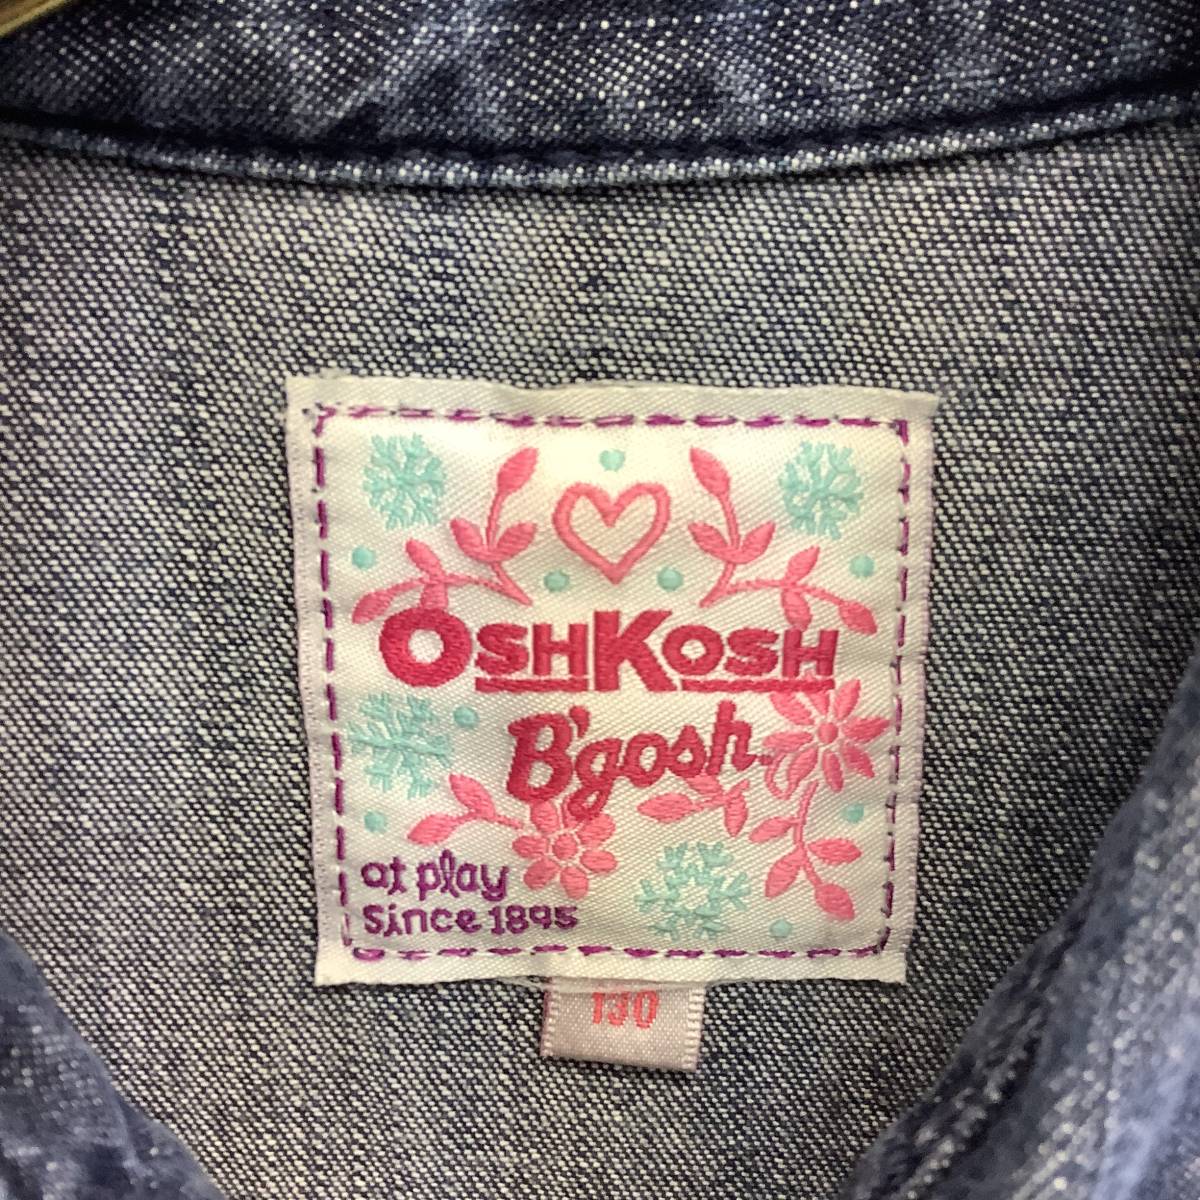 OSHKOSH
B'gosh
at play
Since 1895
130